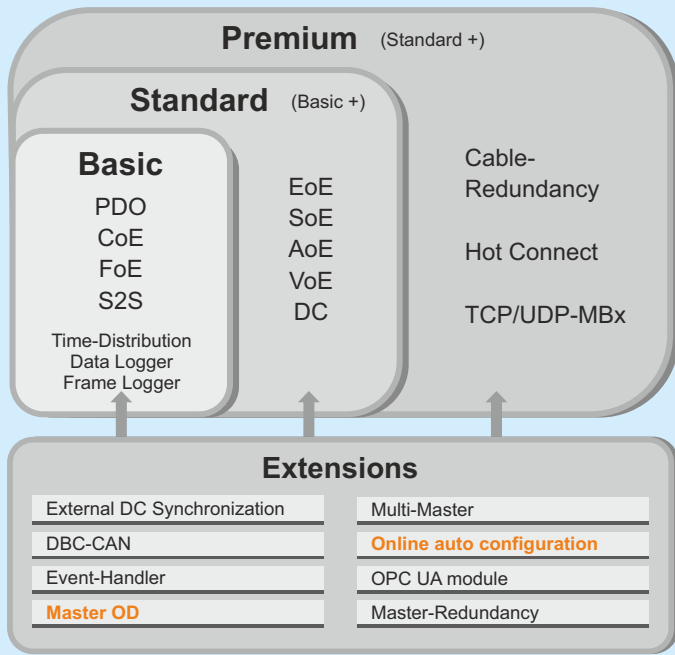 Premium (Standard +)
Standard (Basic +)
Basic
PDO
CoE
FoE
S2S
Time-Distribution
Data Logger
Frame Logger
EoE
SoE
AoE
VoE
DC
Cable-
Redundancy
Hot Connect
TCP/UDP-MBx
Extensions
External DC Synchronization
DBC-CAN
Event-Handler
Master OD
Multi-Master
Online auto configuration
OPC UA module
Master-Redundancy